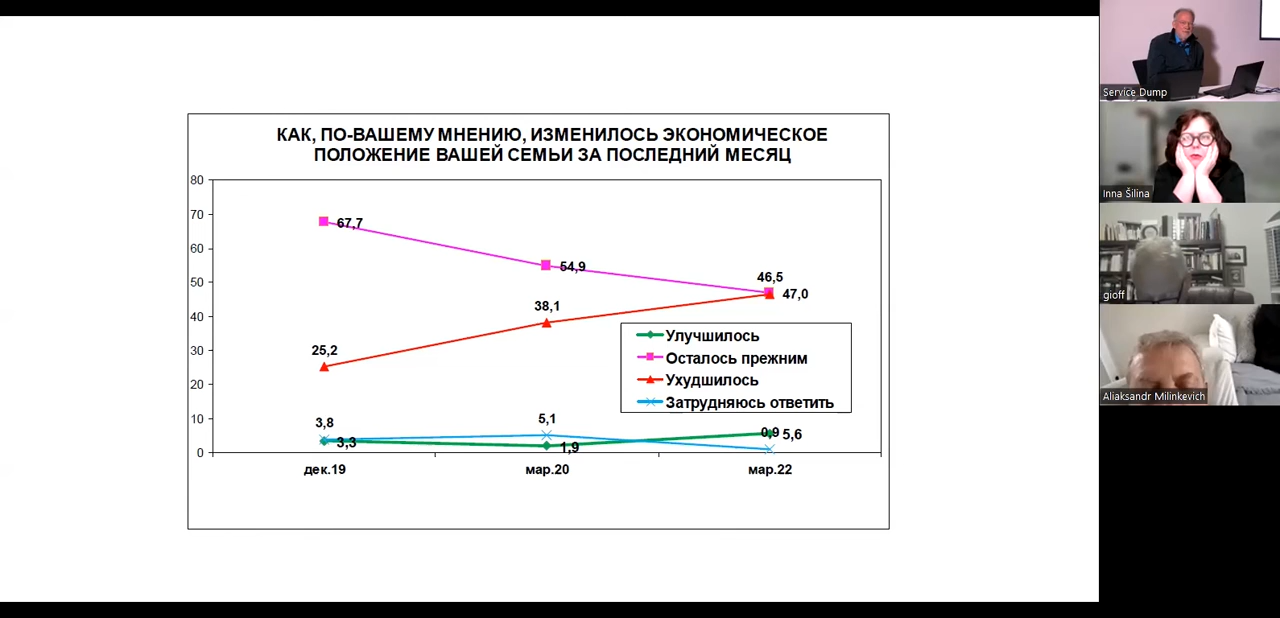 КАК, ПО-ВАШЕМУ МНЕНИЮ, ИЗМЕНИЛОСЬ ЭКОНОМИЧЕСКОЕ
ПОЛОЖЕНИЕ ВАШЕЙ СЕМЬИ ЗА ПОСЛЕДНИЙ МЕСЯЦ
80
70
60
50
40
30
20
10
0
67,7
54,9
46,5
47,0
38,1
25,2
3,8
3,3
5,1
1,9
0,9
5,6
Улучшилось
Осталось прежним
Ухудшилось
Затрудняюсь ответить
дек.19
мар.20
мар.22
Service Dump
Inna Šilina
gioff
Aliaksandr Milinkevich